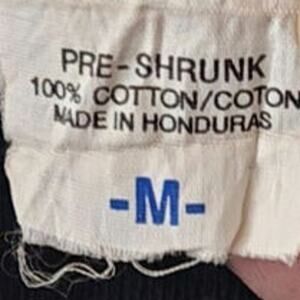 PRE-SHRUNK
100% COTTON/COTON
MADE IN HONDURAS
-M-